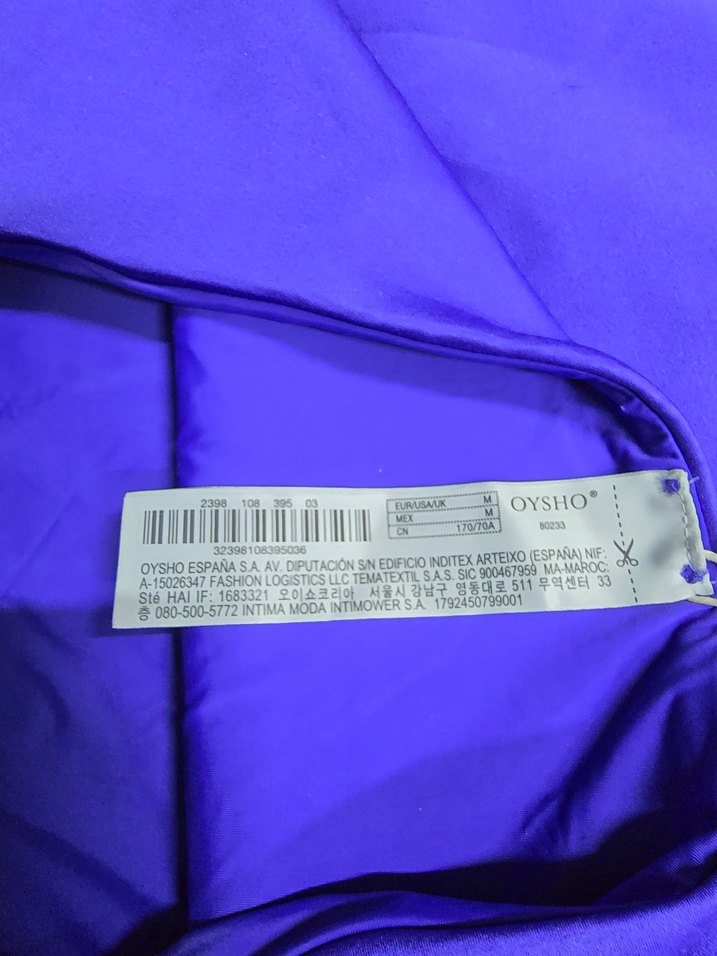 2398 108 395 03
32398108395036
EUR/USA/UK M
MEX M
CN 170/70A
OYSHO®
80233
OYSHO ESPAÑA S.A. AV. DIPUTACIÓN S/N EDIFICIO INDITEX ARTEIXO (ESPAÑA) NIF:
A-15026347 FASHION LOGISTICS LLC TEMATEXTIL S.A.S. SIC 900467959 MA-MAROC:
Sté HAI IF: 1683321 오이쇼코리아 서울시 강남구 영동대로 511 무역센터 33
층 080-500-5772 INTIMA MODA INTIMOWER S.A. 1792450799001